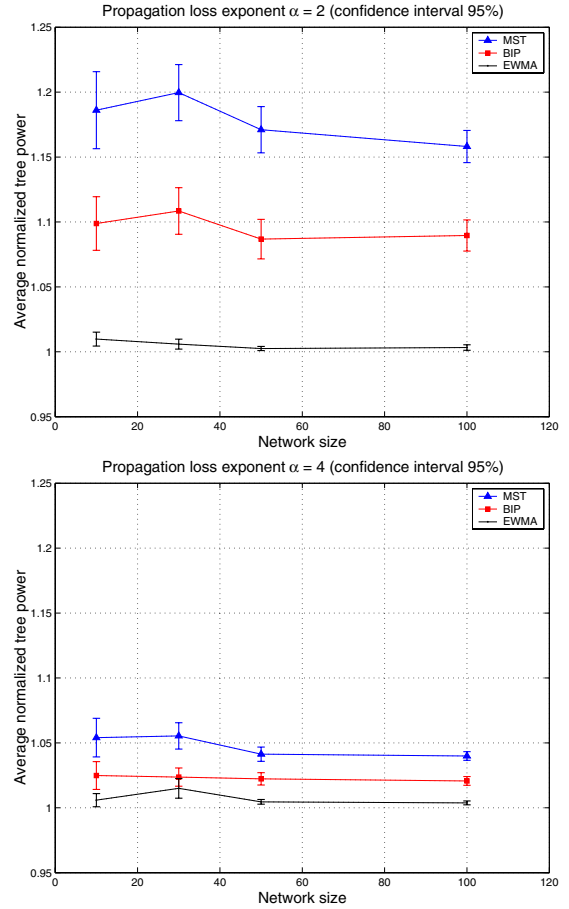 Propagation loss exponent α = 2 (confidence interval 95%)
1.25
MST
BIP
EWMA
1.2
1.15
1.1
1.05
1
0.95
Average normalized tree power
0 20 40 60 80 100 120
Network size
Propagation loss exponent α = 4 (confidence interval 95%)
1.25
MST
BIP
EWMA
1.2
1.15
1.1
1.05
1
0.95
Average normalized tree power
0 20 40 60 80 100 120
Network size